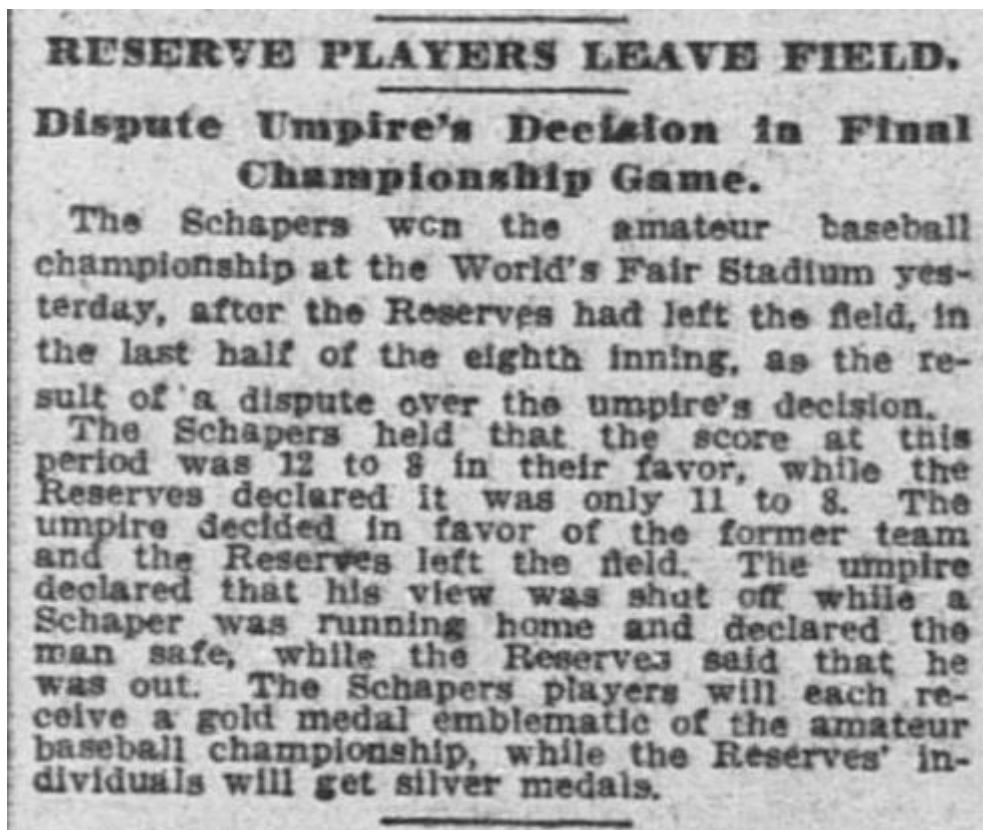 RESERVE PLAYERS LEAVE FIELD.
Dispute Umpire's Decision in Final
Championship Game.
The Schapers won the amateur baseball
championship at the World's Fair Stadium yes-
terday, after the Reserves had left the field, in
the last half of the eighth inning, as the re-
sult of a dispute over the umpire's decision.
The Schapers held that the score at this
period was 12 to 8 in their favor, while the
Reserves declared it was only 11 to 8. The
umpire decided in favor of the former team
and the Reserves left the field. The umpire
declared that his view was shut off while a
Schaper was running home and declared the
man safe, while the Reserves said that he
was out. The Schapers players will each re-
ceive a gold medal emblematic of the amateur
baseball championship, while the Reserves' in-
dividuals will get silver medals.